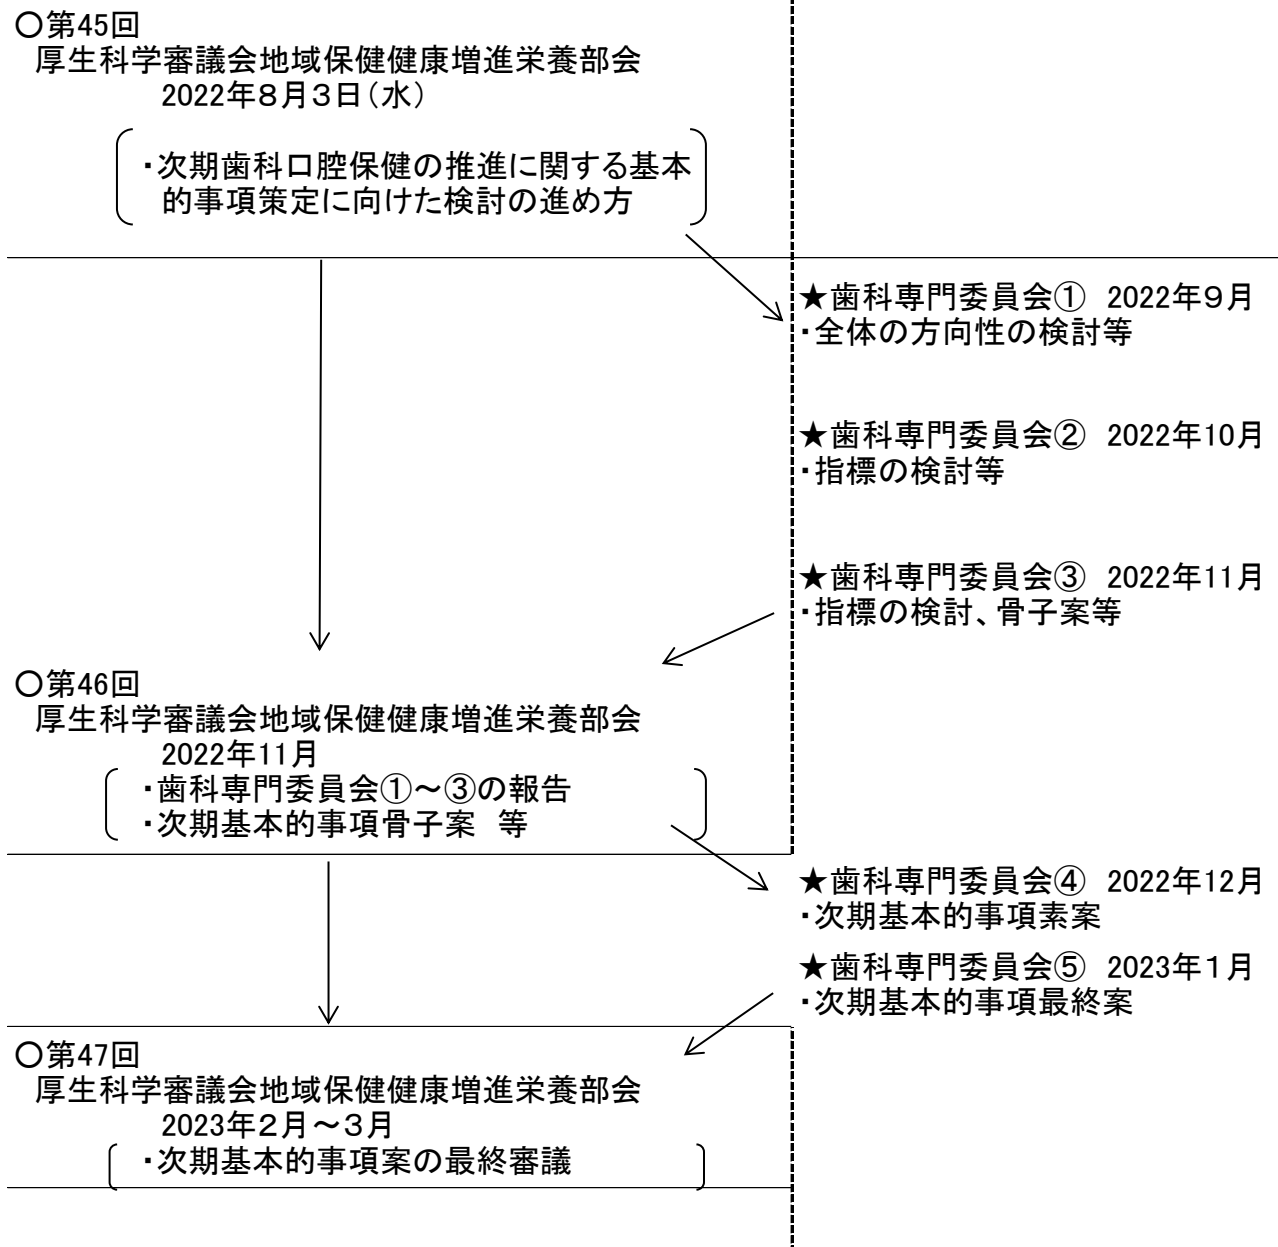 〇第45回
厚生科学審議会地域保健健康増進栄養部会
2022年８月３日（水）
・次期歯科口腔保健の推進に関する基本
的事項策定に向けた検討の進め方
★歯科専門委員会①　2022年９月
・全体の方向性の検討等
★歯科専門委員会②　2022年10月
・指標の検討等
★歯科専門委員会③　2022年11月
・指標の検討、骨子案等
〇第46回
厚生科学審議会地域保健健康増進栄養部会
2022年11月
・歯科専門委員会①～③の報告
・次期基本的事項骨子案　等
★歯科専門委員会④　2022年12月
・次期基本的事項素案
★歯科専門委員会⑤　2023年１月
・次期基本的事項最終案
〇第47回
厚生科学審議会地域保健健康増進栄養部会
2023年２月～３月
・次期基本的事項案の最終審議